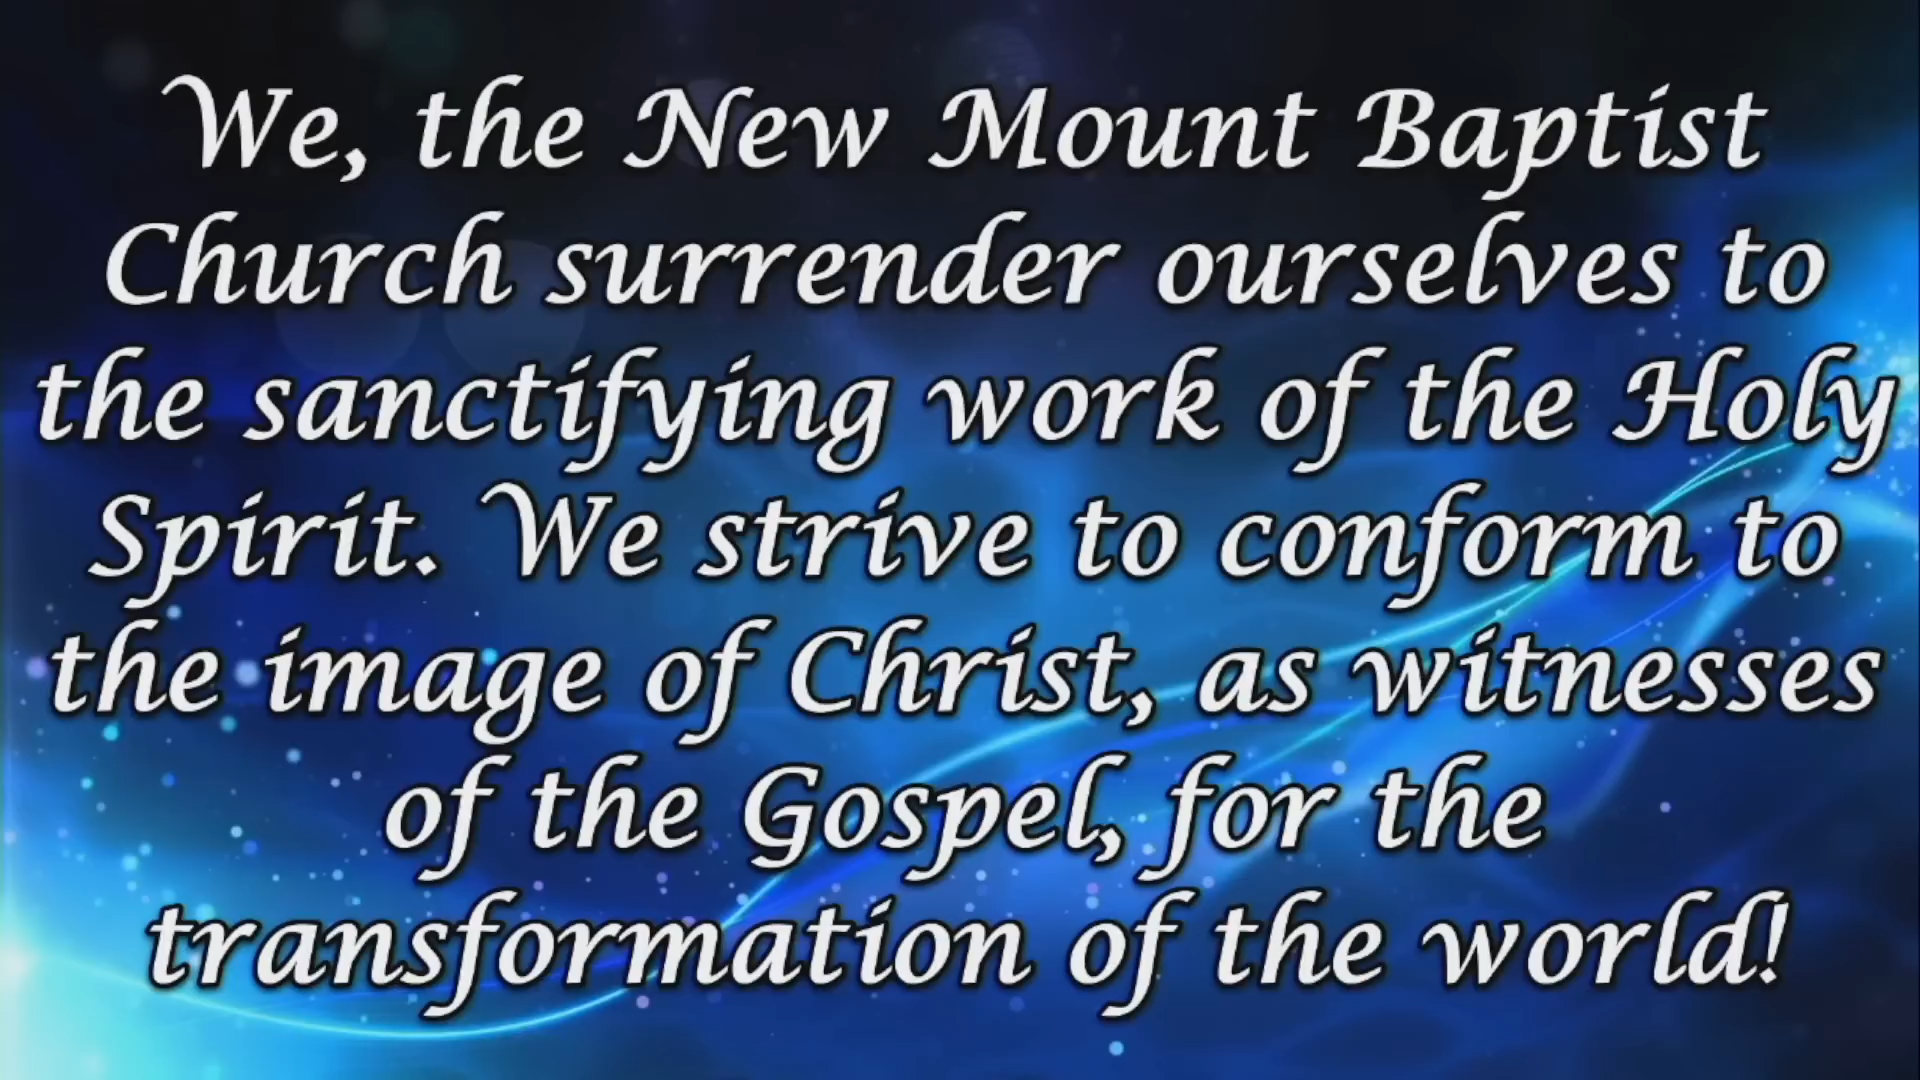 We, the New Mount Baptist
Church surrender ourselves to
the sanctifying work of the Holy
Spirit. We strive to conform to
the image of Christ, as witnesses
of the Gospel, for the
transformation of the world!